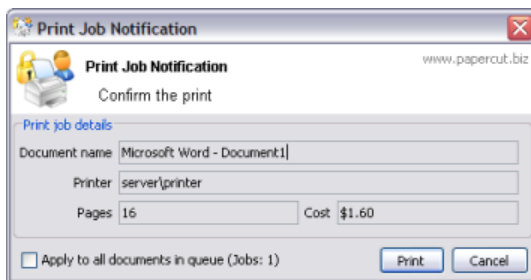 Print Job Notification
www.papercut.biz
Print Job Notification
Confirm the print
Print job details
Document name Microsoft Word - Document1
Printer server\printer
Pages 16 Cost $1.60
Apply to all documents in queue (Jobs: 1) Print Cancel